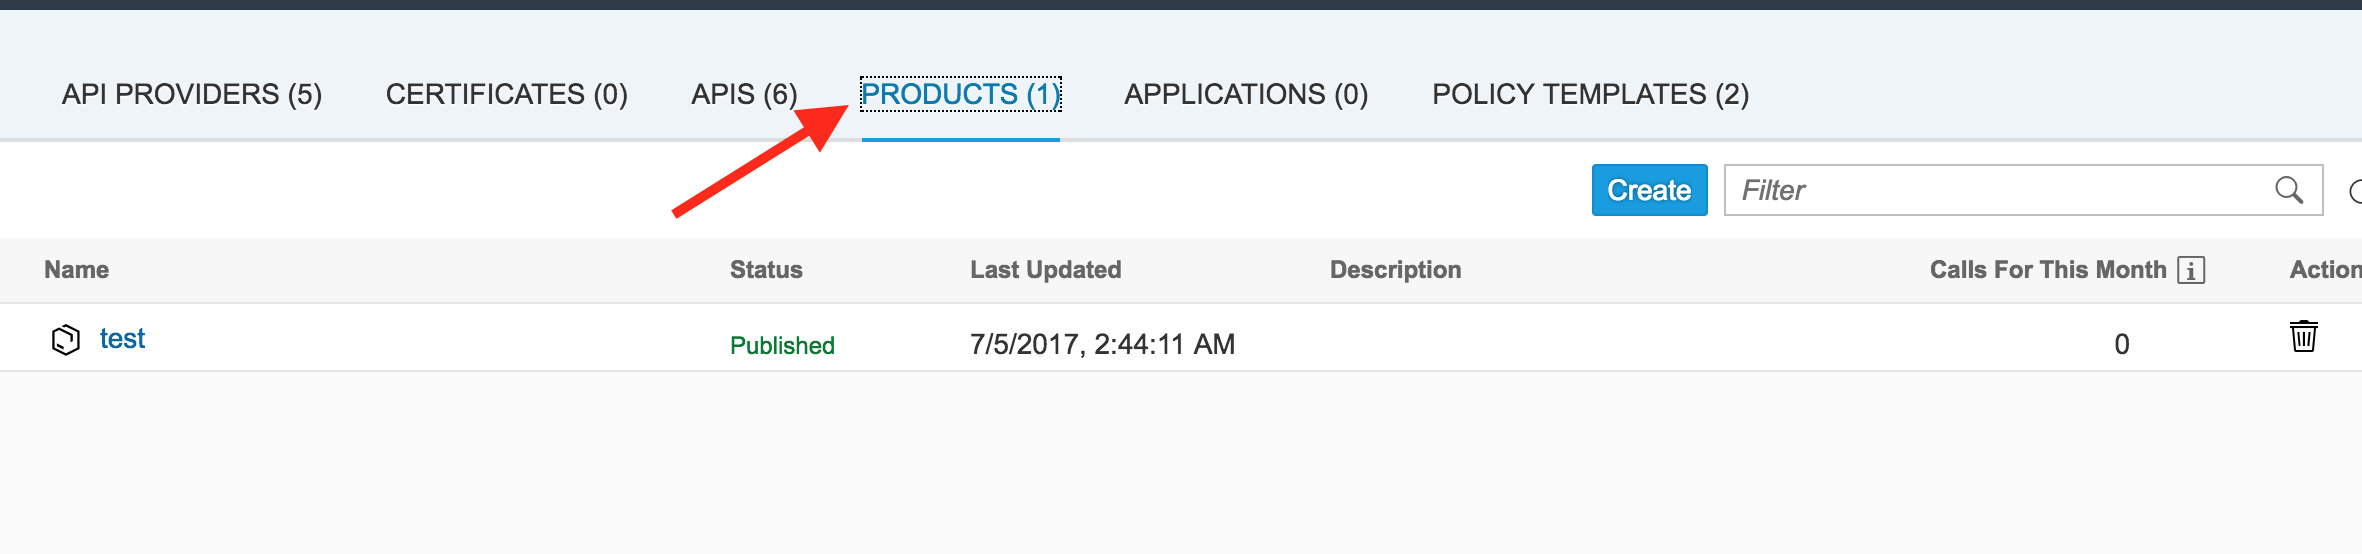 API PROVIDERS (5) CERTIFICATES (0) APIS (6) PRODUCTS (1) APPLICATIONS (0) POLICY TEMPLATES (2)
Create Filter
Name Status Last Updated Description Calls For This Month i Action
test Published 7/5/2017, 2:44:11 AM 0